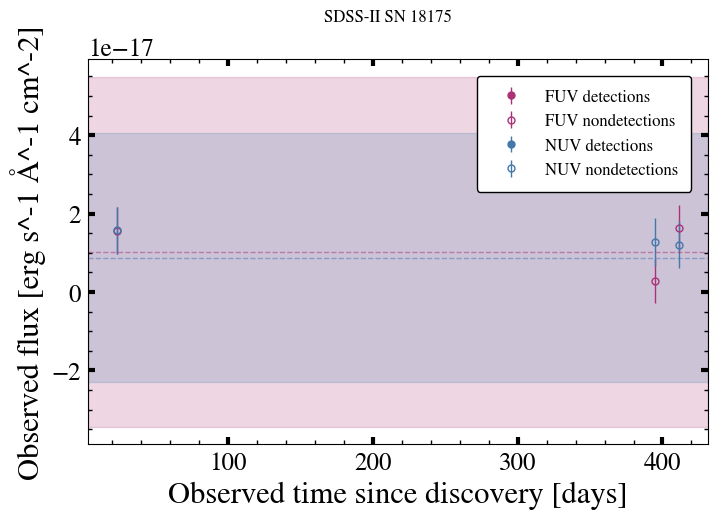 SDSS-II SN 18175
1e−17
FUV detections
FUV nondetections
NUV detections
NUV nondetections
4
2
0
−2
Observed flux [erg s^-1 Å^-1 cm^-2]
100 200 300 400
Observed time since discovery [days]